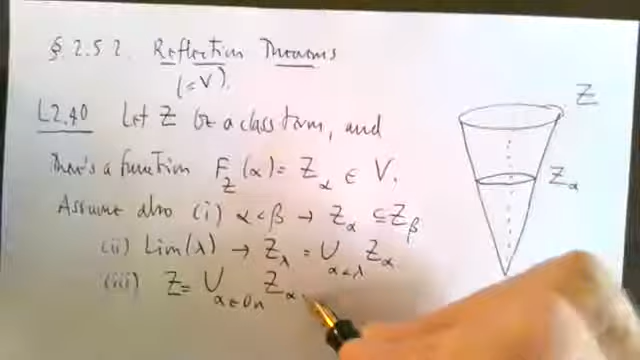 § 2.5.2. Reflection Theorems
(=V).
L2.40 Let Z be a class term, and
There's a function F_Z(α) = Z_α ∈ V.
Assume also (i) α<β → Z_α ⊆ Z_β
(ii) Lim(λ) → Z_λ = ∪_{α<λ} Z_α
(iii) Z = ∪_{α∈On} Z_α
Z
Z_α